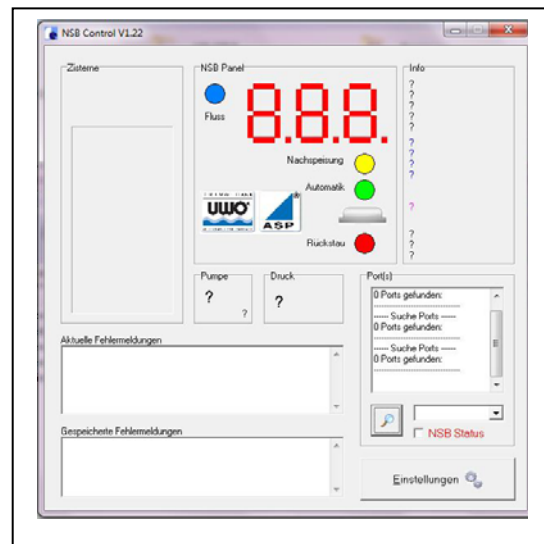 NSB Control V1.22
Zisterne
NSB Panel
Fluss
8.8.8.
Nachspeisung
Automatik
UWO
ASP
Rückstau
Info
?
?
?
?
?
?
?
?
?
?
?
?
?
Pumpe
?
?
Druck
?
Port(s)
0 Ports gefunden:
----- Suche Ports -----
0 Ports gefunden:
----- Suche Ports -----
0 Ports gefunden:
NSB Status
Aktuelle Fehlermeldungen
Gespeicherte Fehlermeldungen
Einstellungen